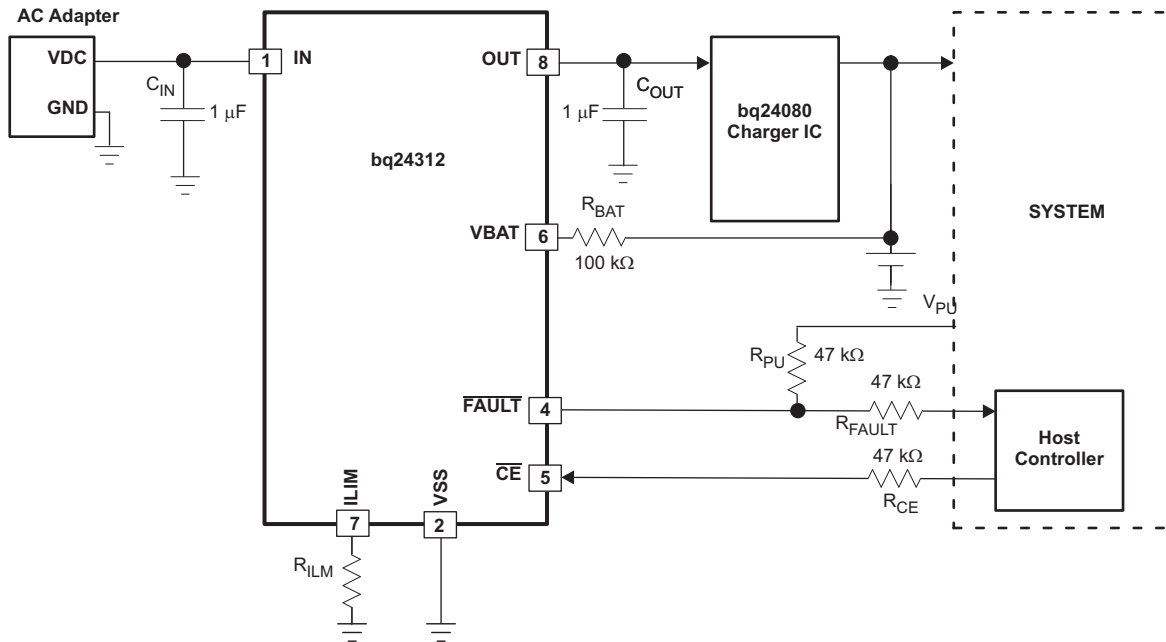 AC Adapter
VDC
GND
C_IN
1 μF
1
IN
bq24312
OUT
8
C_OUT
1 μF
bq24080
Charger IC
SYSTEM
VBAT
6
R_BAT
100 kΩ
V_PU
R_PU
47 kΩ
FAULT
4
47 kΩ
R_FAULT
Host
Controller
CE
5
47 kΩ
R_CE
ILIM
7
VSS
2
R_ILM